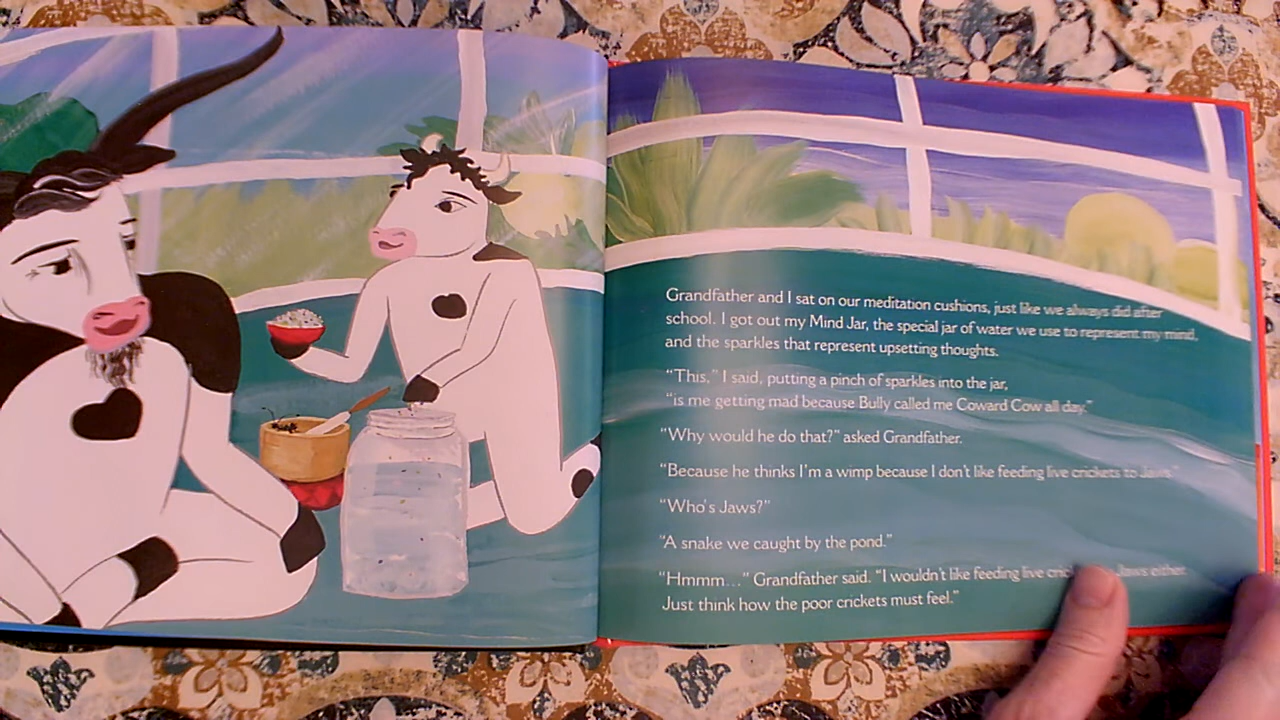 Grandfather and I sat on our meditation cushions, just like we always did after
school. I got out my Mind Jar, the special jar of water we use to represent my mind,
and the sparkles that represent upsetting thoughts.
“This,” I said, putting a pinch of sparkles into the jar,
“is me getting mad because Bully called me Coward Cow all day.”
“Why would he do that?” asked Grandfather.
“Because he thinks I’m a wimp because I don’t like feeding live crickets to Jaws.”
“Who’s Jaws?”
“A snake we caught by the pond.”
“Hmmm…” Grandfather said. “I wouldn’t like feeding live Jaws either.
Just think how the poor crickets must feel.”